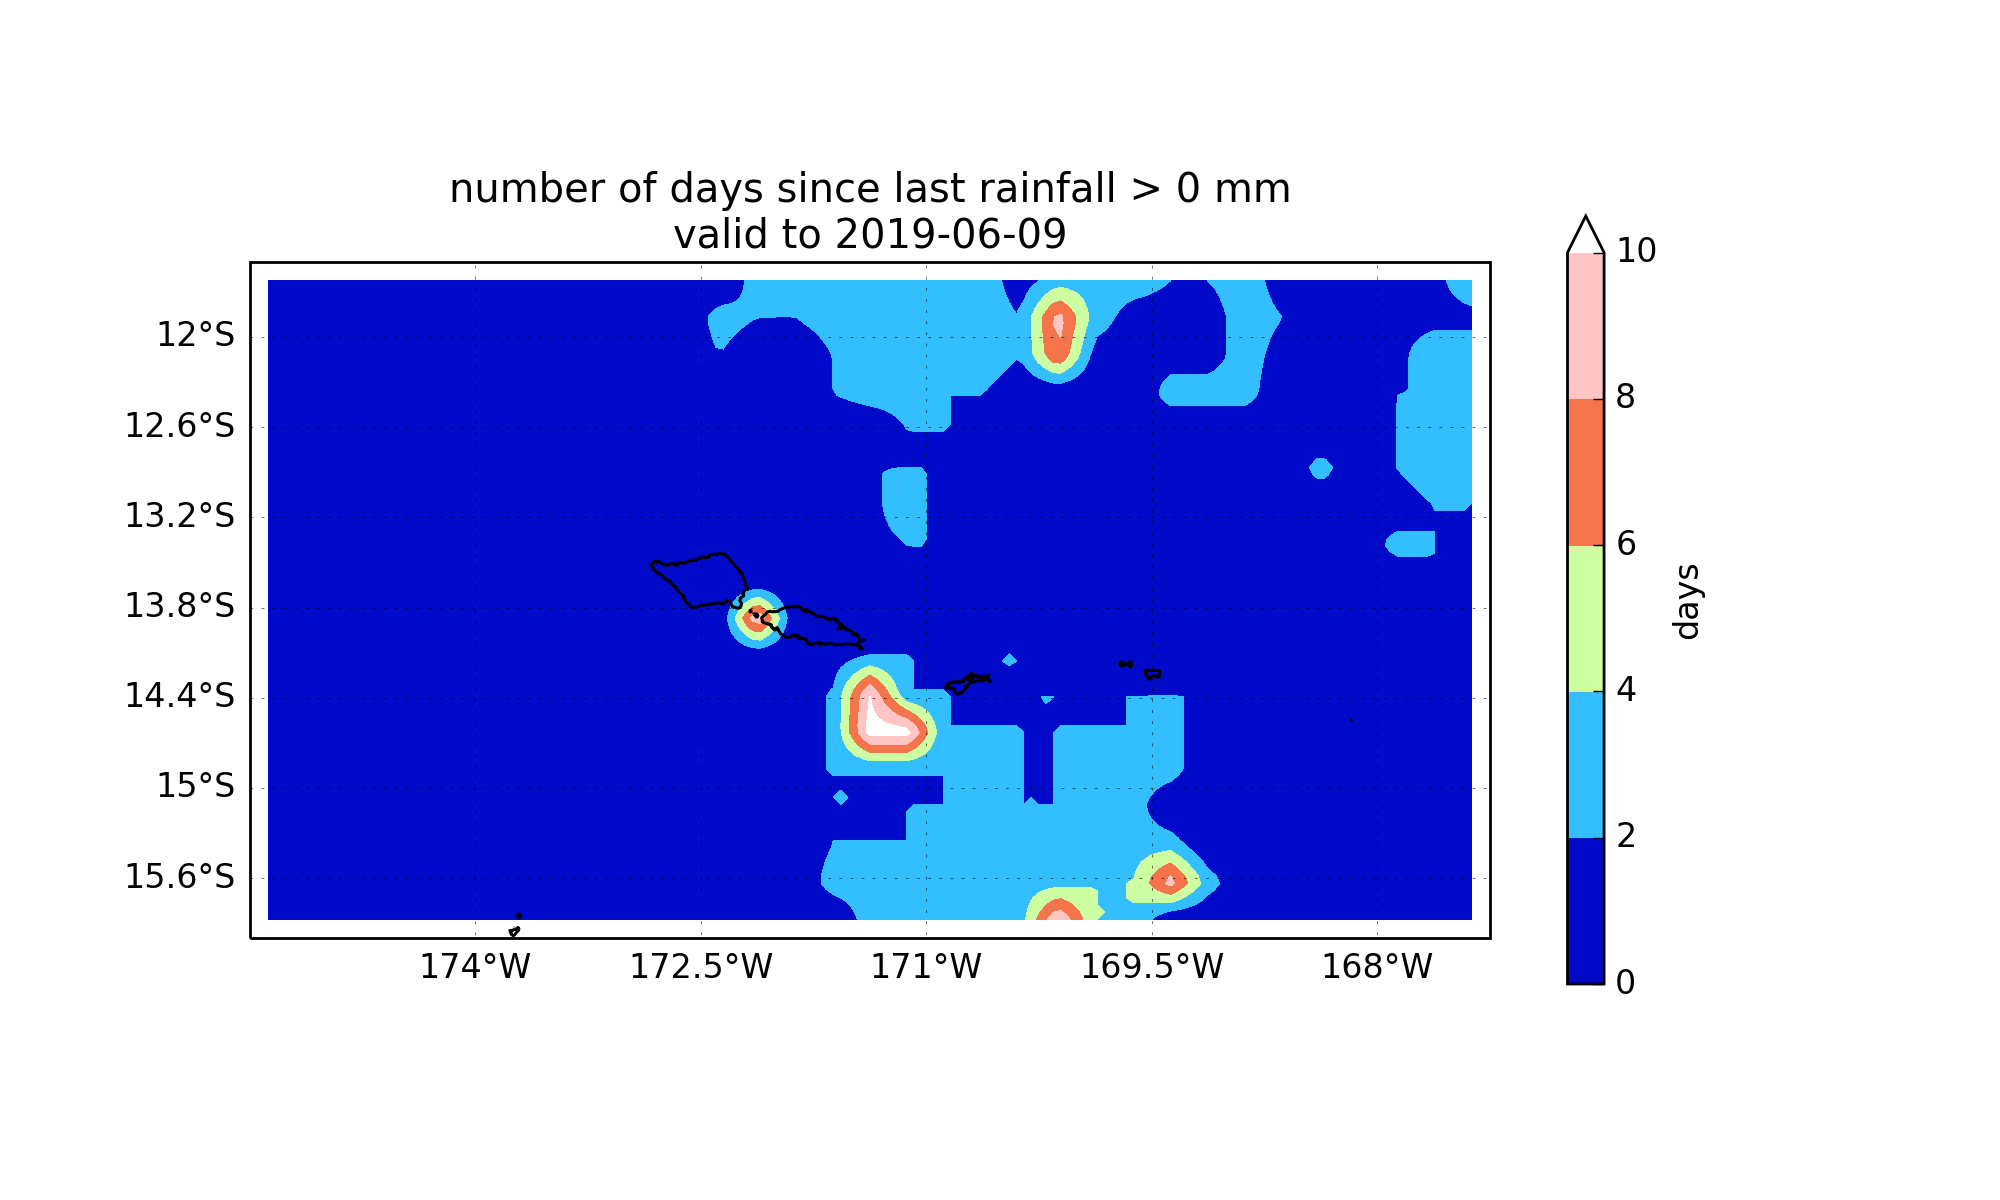 number of days since last rainfall > 0 mm
valid to 2019-06-09
12°S
12.6°S
13.2°S
13.8°S
14.4°S
15°S
15.6°S
174°W
172.5°W
171°W
169.5°W
168°W
10
8
6
4
2
0
days